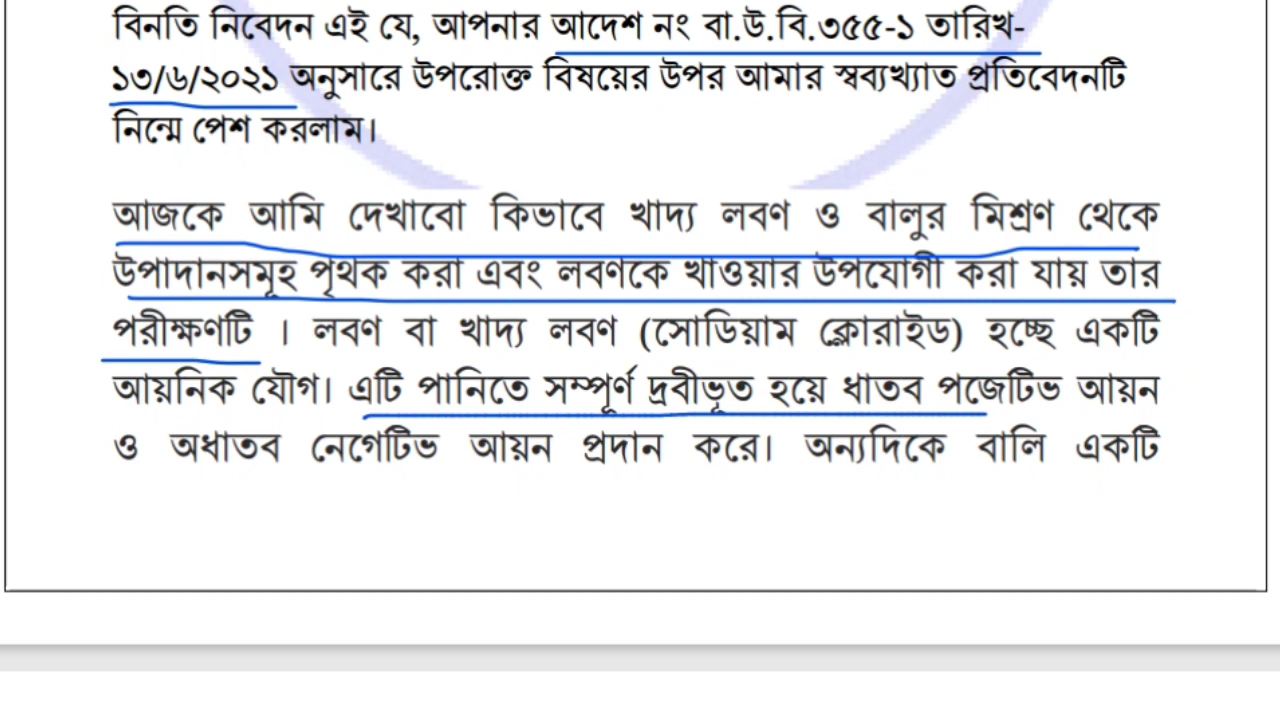 বিনতি নিবেদন এই যে, আপনার আদেশ নং বা.উ.বি.৩৫৫-১ তারিখ-
১৩/৬/২০২১ অনুসারে উপরোক্ত বিষয়ের উপর আমার স্বব্যখ্যাত প্রতিবেদনটি
নিন্মে পেশ করলাম।
আজকে আমি দেখাবো কিভাবে খাদ্য লবণ ও বালুর মিশ্রণ থেকে
উপাদানসমূহ পৃথক করা এবং লবণকে খাওয়ার উপযোগী করা যায় তার
পরীক্ষণটি । লবণ বা খাদ্য লবণ (সোডিয়াম ক্লোরাইড) হচ্ছে একটি
আয়নিক যৌগ। এটি পানিতে সম্পূর্ণ দ্রবীভূত হয়ে ধাতব পজেটিভ আয়ন
ও অধাতব নেগেটিভ আয়ন প্রদান করে। অন্যদিকে বালি একটি